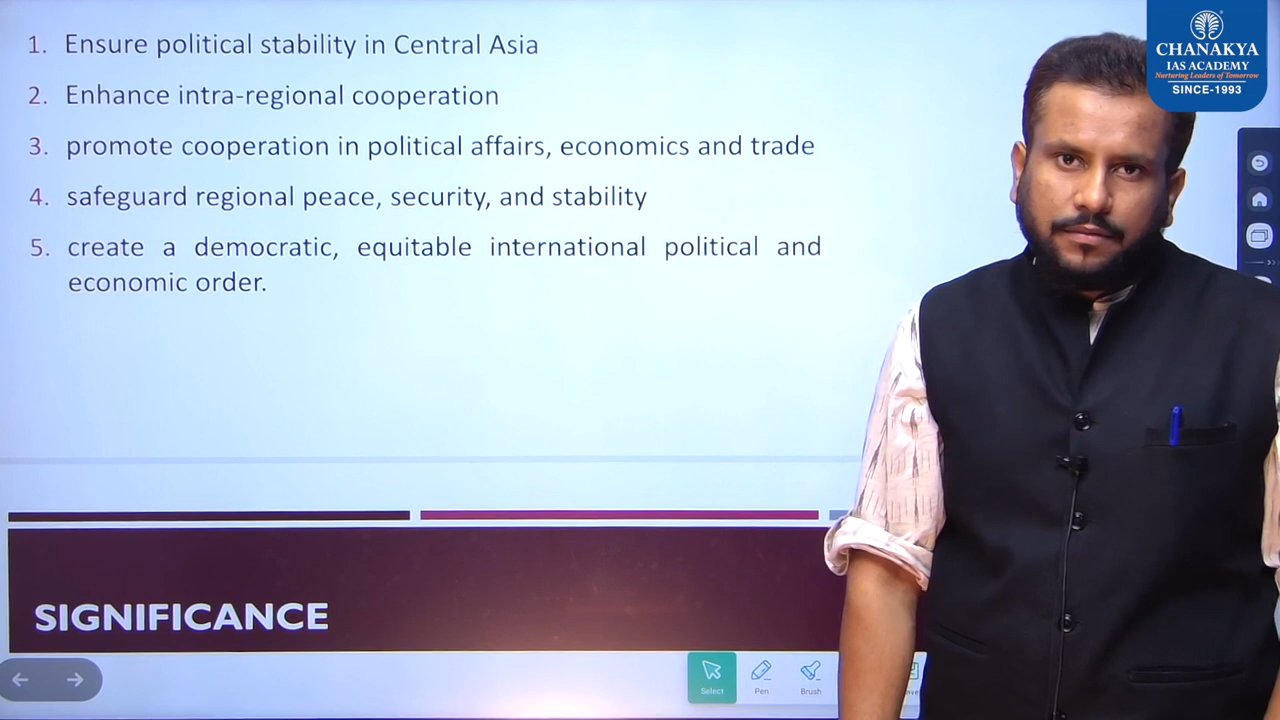 1. Ensure political stability in Central Asia
2. Enhance intra-regional cooperation
3. promote cooperation in political affairs, economics and trade
4. safeguard regional peace, security, and stability
5. create a democratic, equitable international political and
economic order.
SIGNIFICANCE
Select
Pen
Brush
CHANAKYA
IAS ACADEMY
Nurturing Leaders of Tomorrow
SINCE-1993